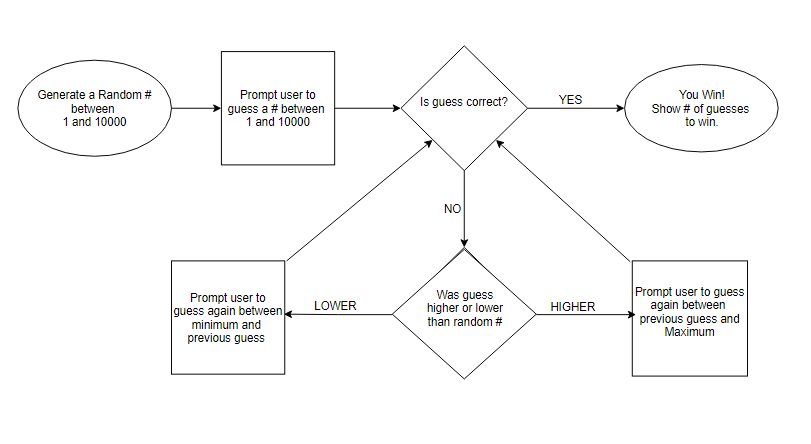 Generate a Random #
between
1 and 10000
Prompt user to
guess a # between
1 and 10000
Is guess correct?
YES
You Win!
Show # of guesses
to win.
NO
Prompt user to
guess again between
minimum and
previous guess
LOWER
Was guess
higher or lower
than random #
HIGHER
Prompt user to guess
again between
previous guess and
Maximum